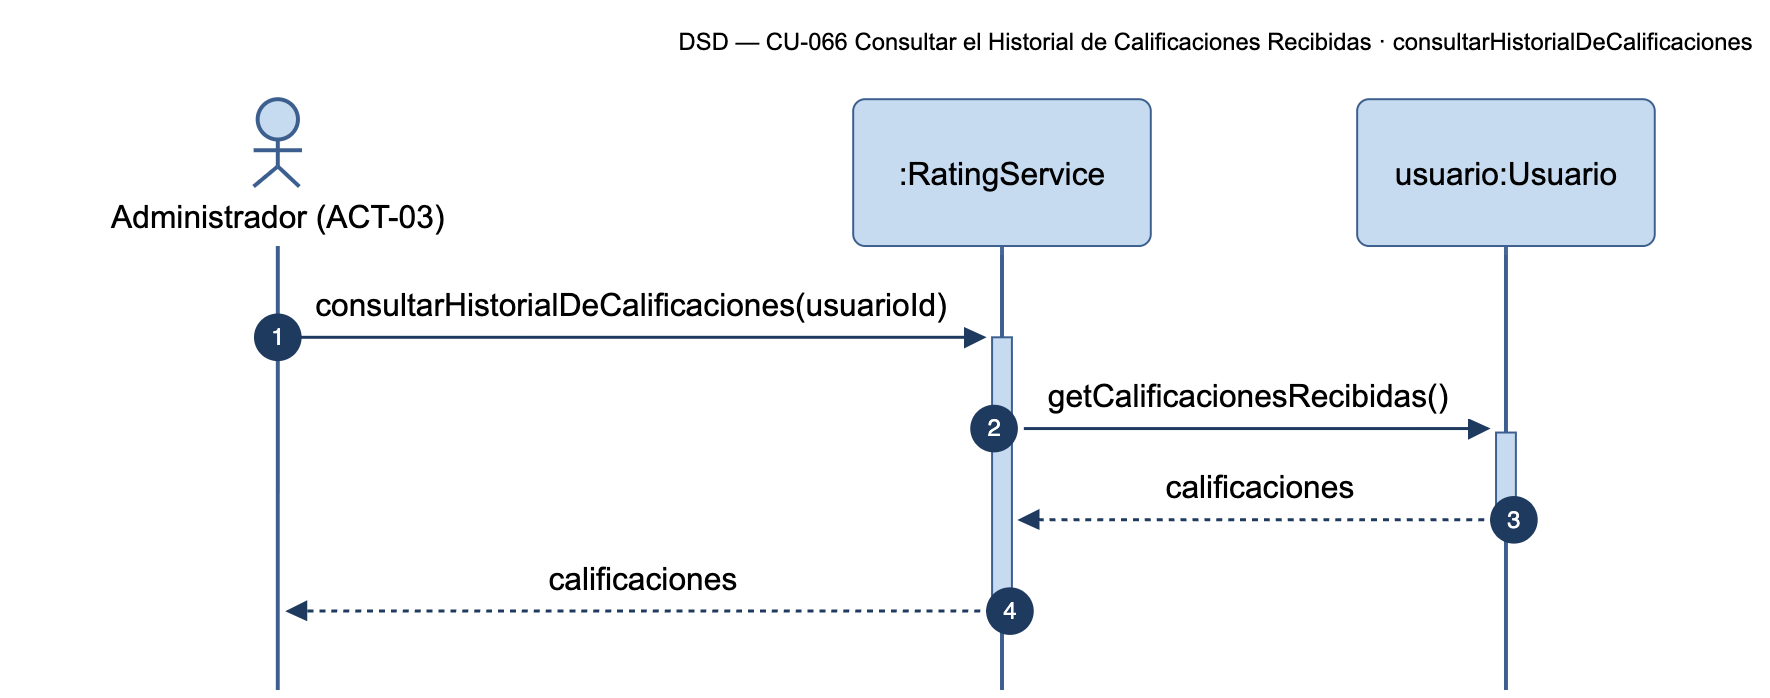 DSD — CU-066 Consultar el Historial de Calificaciones Recibidas · consultarHistorialDeCalificaciones
Administrador (ACT-03)
:RatingService
usuario:Usuario
consultarHistorialDeCalificaciones(usuarioId)
1
getCalificacionesRecibidas()
2
calificaciones
3
calificaciones
4